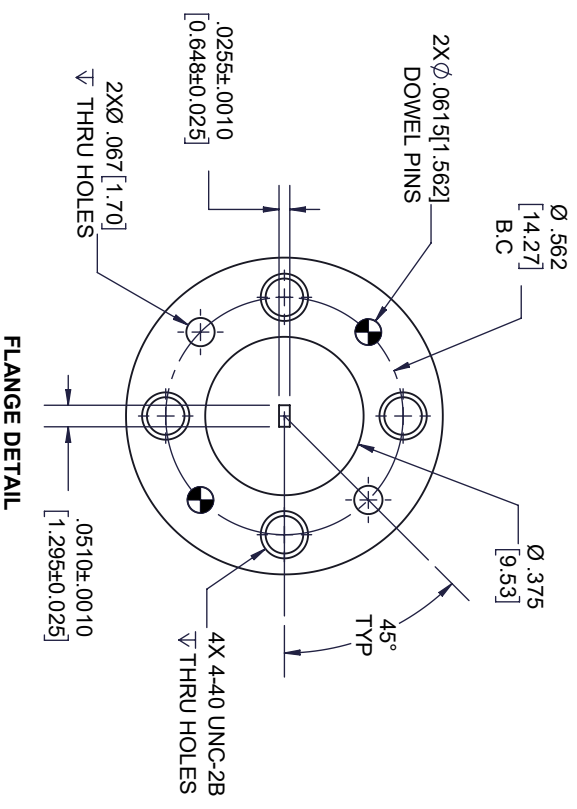 Ø .562
[14.27]
B.C
2XØ.0615[1.562]
DOWEL PINS
.0255±.0010
[0.648±0.025]
2XØ .067[1.70]
↧ THRU HOLES
Ø .375
[9.53]
45°
TYP
4X 4-40 UNC-2B
↧ THRU HOLES
.0510±.0010
[1.295±0.025]
FLANGE DETAIL